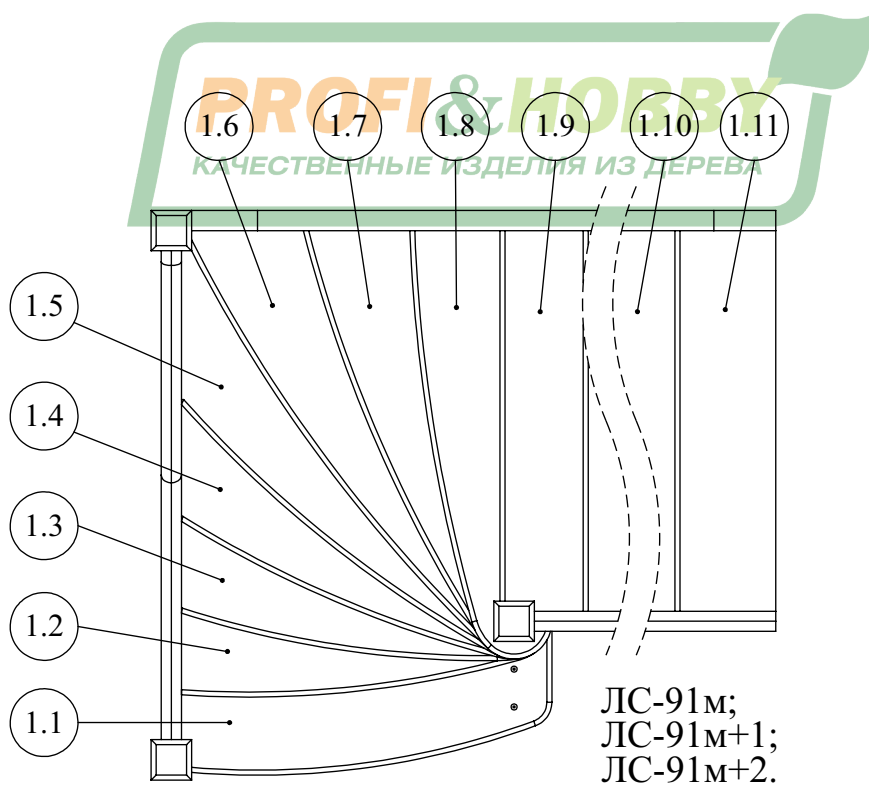 PROFI&HOBBY
КАЧЕСТВЕННЫЕ ИЗДЕЛИЯ ИЗ ДЕРЕВА
1.6 1.7 1.8 1.9 1.10 1.11
1.5
1.4
1.3
1.2
1.1
ЛС-91м;
ЛС-91м+1;
ЛС-91м+2.